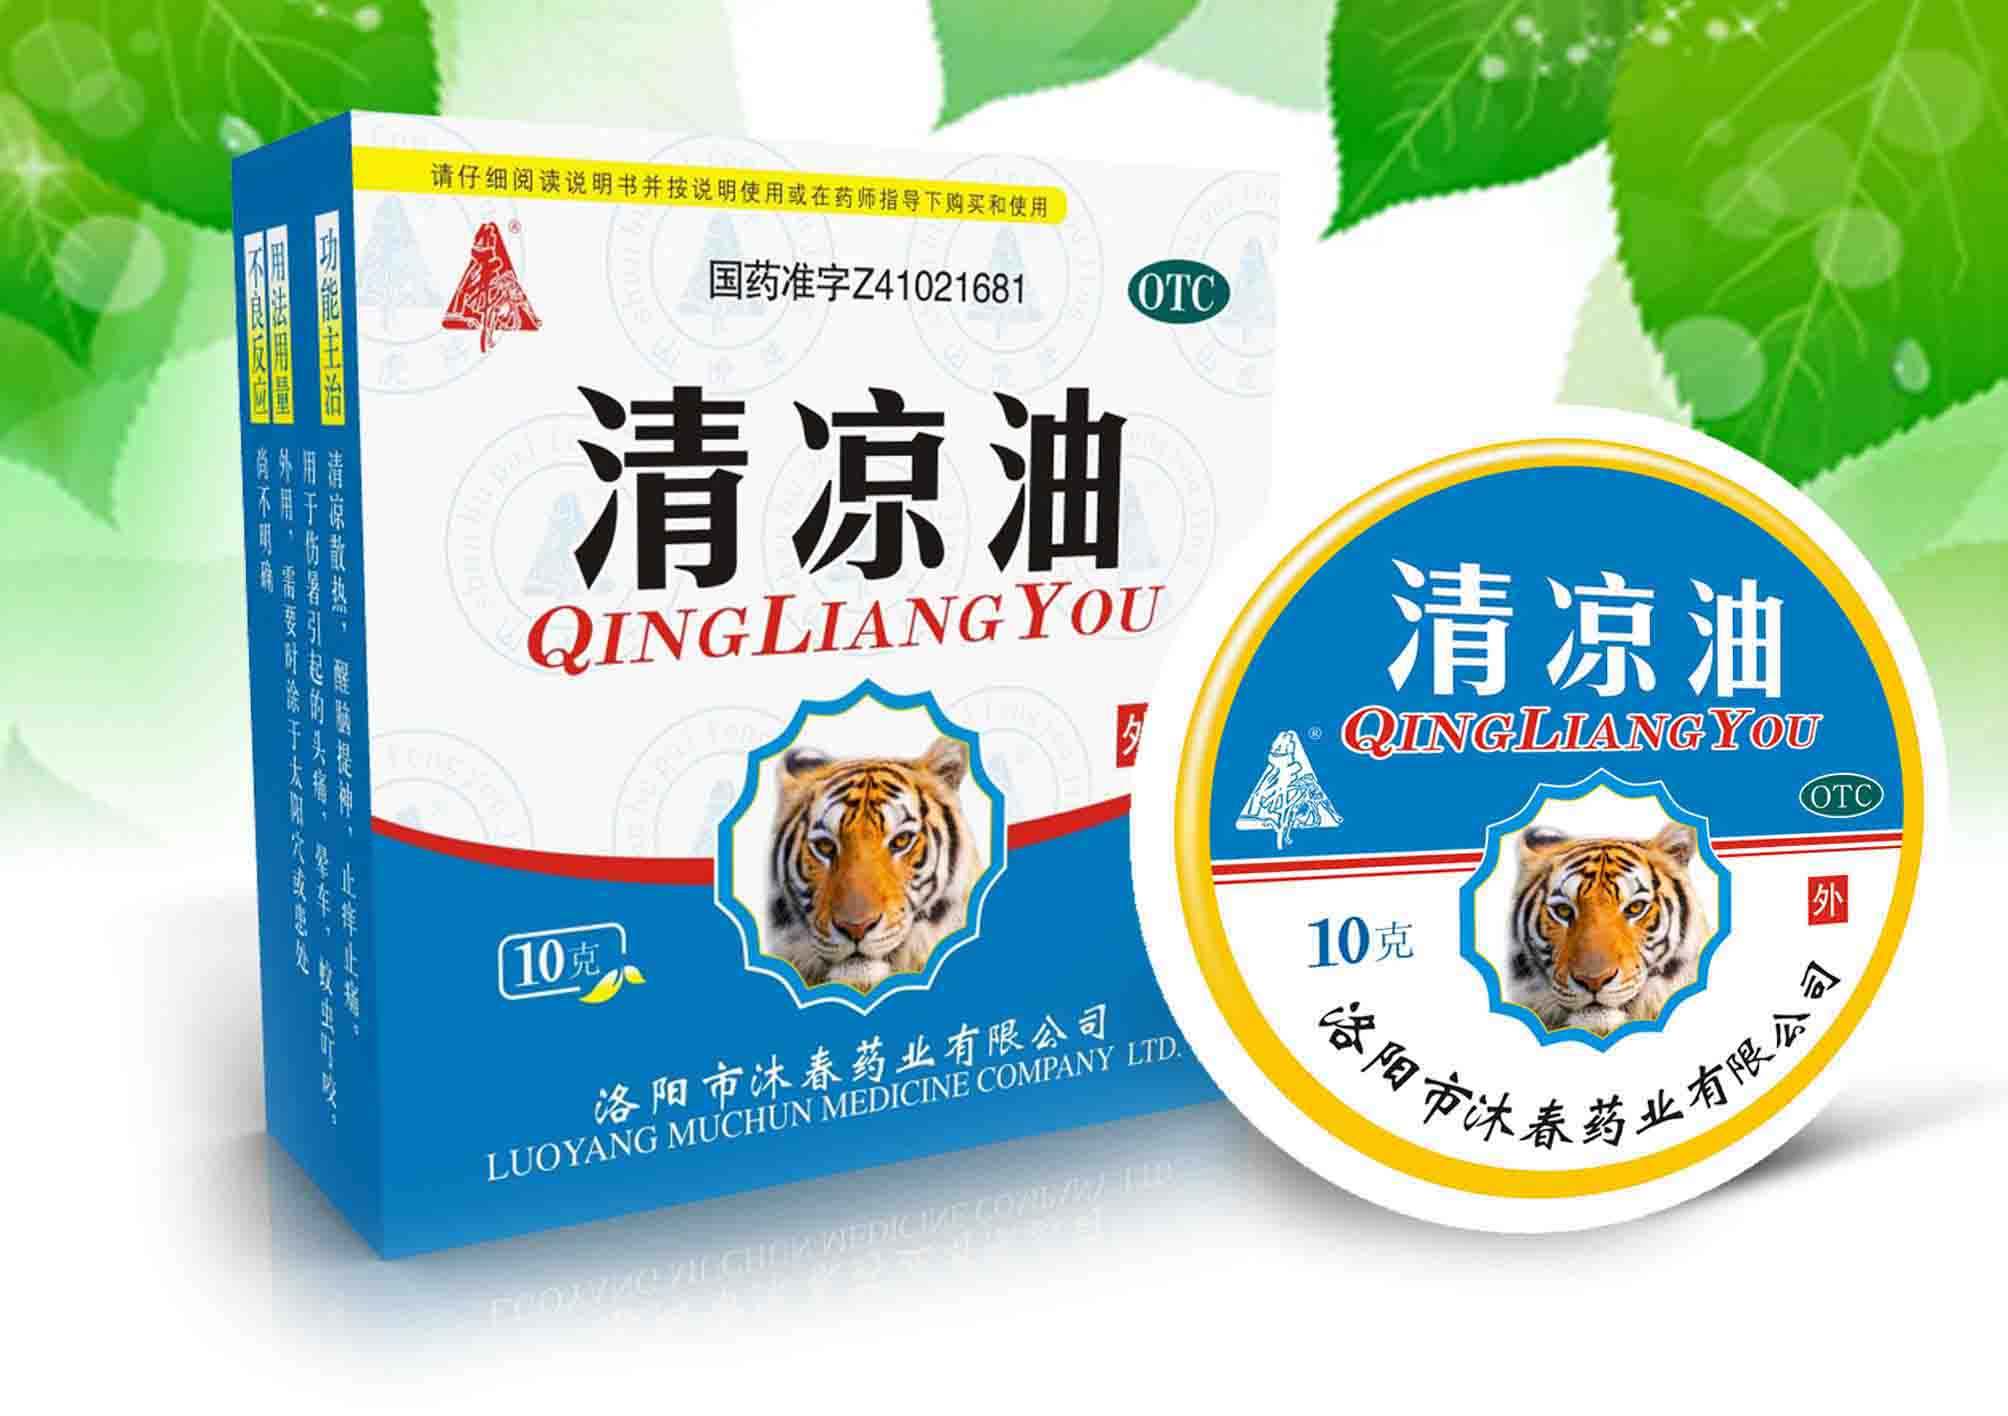 请仔细阅读说明书并按说明使用或在药师指导下购买和使用
®
国药准字Z41021681
OTC
清凉油
QINGLIANGYOU
外
10克
洛阳市沐春药业有限公司
LUOYANG MUCHUN MEDICINE COMPANY LTD.
功能主治
清凉散热，醒脑提神，止痒止痛。
用于伤暑引起的头痛，晕车，蚊虫叮咬。
用法用量
外用，需要时涂于太阳穴或患处
不良反应
尚不明确
清凉油
®
QINGLIANGYOU
OTC
10克
外
洛阳市沐春药业有限公司